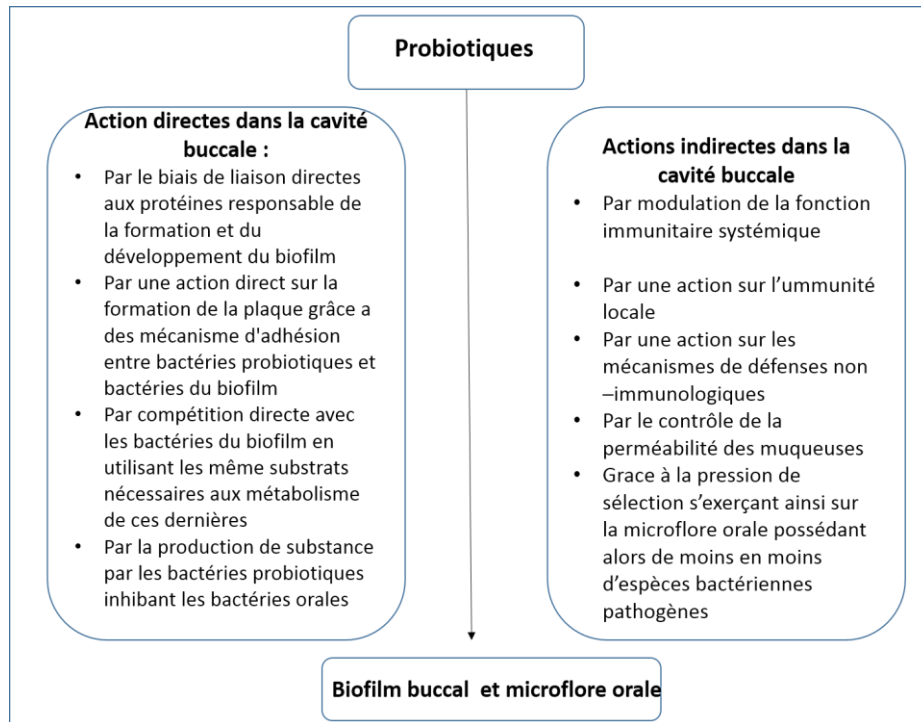 Probiotiques
Action directes dans la cavité
buccale :
• Par le biais de liaison directes
aux protéines responsable de
la formation et du
développement du biofilm
• Par une action direct sur la
formation de la plaque grâce a
des mécanisme d'adhésion
entre bactéries probiotiques et
bactéries du biofilm
• Par compétition directe avec
les bactéries du biofilm en
utilisant les même substrats
nécessaires aux métabolisme
de ces dernières
• Par la production de substance
par les bactéries probiotiques
inhibant les bactéries orales
Actions indirectes dans la
cavité buccale
• Par modulation de la fonction
immunitaire systémique
• Par une action sur l'ummunité
locale
• Par une action sur les
mécanismes de défenses non
–immunologiques
• Par le contrôle de la
perméabilité des muqueuses
• Grace à la pression de
sélection s'exerçant ainsi sur
la microflore orale possédant
alors de moins en moins
d'espèces bactériennes
pathogènes
Biofilm buccal et microflore orale